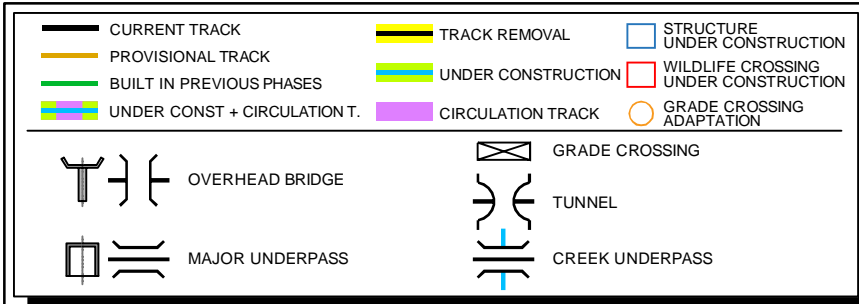 CURRENT TRACK
PROVISIONAL TRACK
BUILT IN PREVIOUS PHASES
UNDER CONST + CIRCULATION T.
TRACK REMOVAL
UNDER CONSTRUCTION
CIRCULATION TRACK
STRUCTURE
UNDER CONSTRUCTION
WILDLIFE CROSSING
UNDER CONSTRUCTION
GRADE CROSSING
ADAPTATION
OVERHEAD BRIDGE
MAJOR UNDERPASS
GRADE CROSSING
TUNNEL
CREEK UNDERPASS